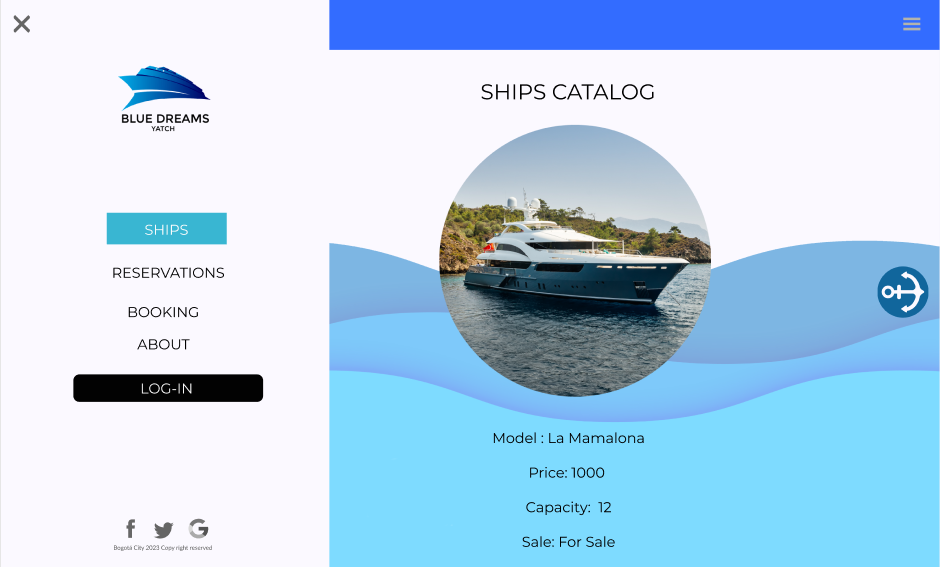 BLUE DREAMS
YATCH
SHIPS
RESERVATIONS
BOOKING
ABOUT
LOG-IN
Bogotá City 2023 Copy right reserved
SHIPS CATALOG
Model : La Mamalona
Price: 1000
Capacity: 12
Sale: For Sale